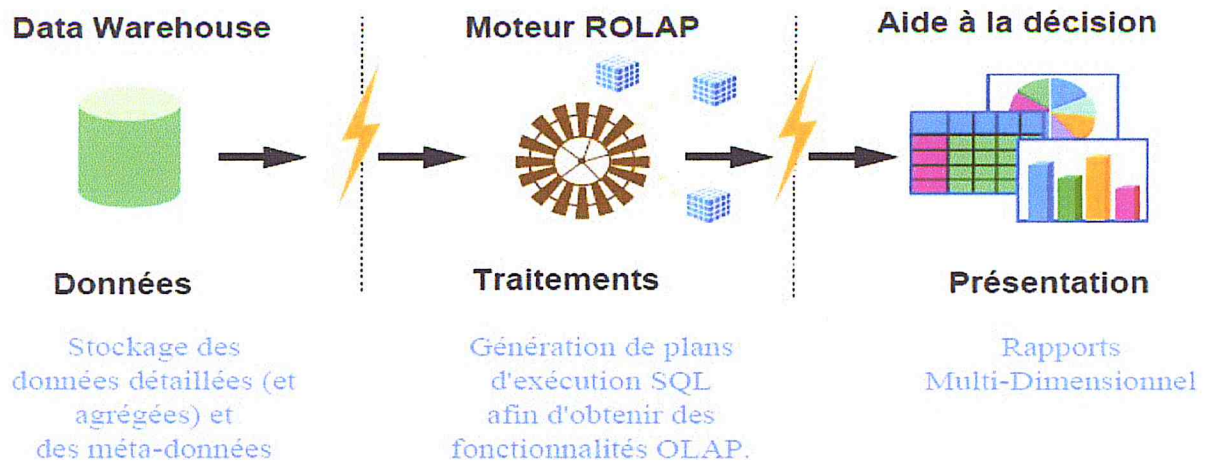 Data Warehouse
Moteur ROLAP
Aide à la décision
Données
Traitements
Présentation
Stockage des
données détaillées (et
agrégées) et
des méta-données
Génération de plans
d'exécution SQL
afin d'obtenir des
fonctionnalités OLAP.
Rapports
Multi-Dimensionnel